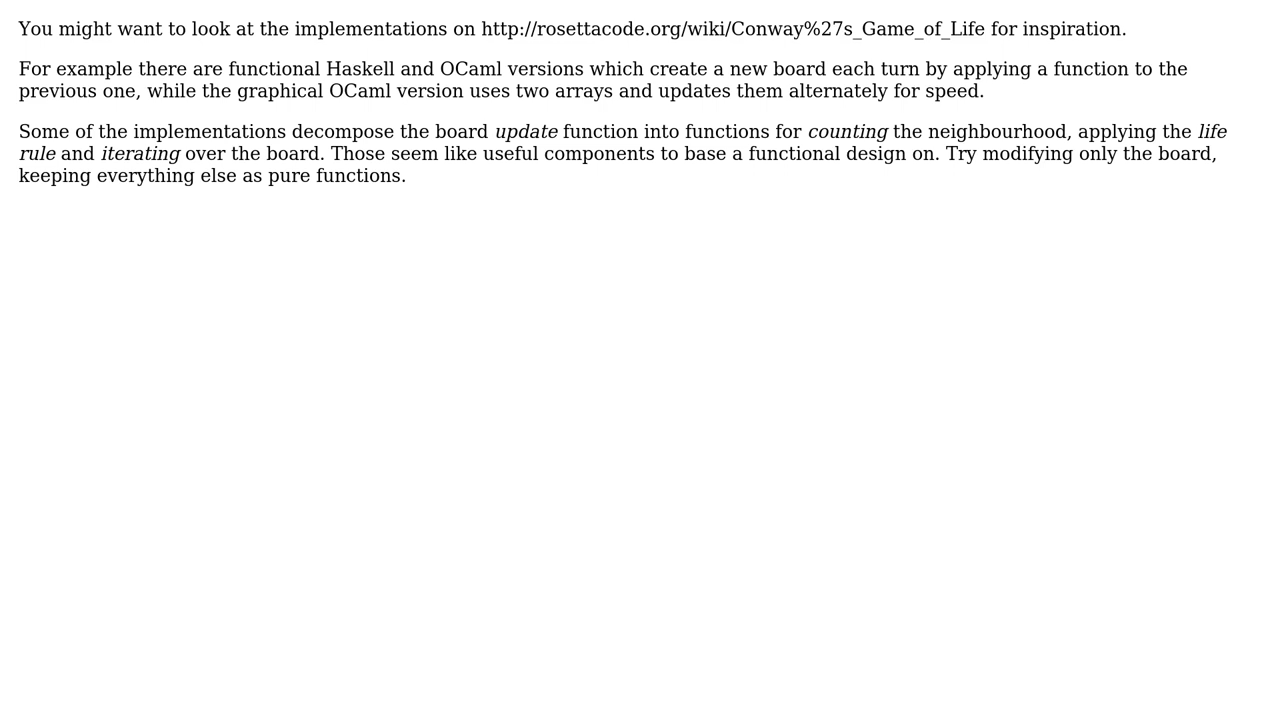 You might want to look at the implementations on http://rosettacode.org/wiki/Conway%27s_Game_of_Life for inspiration.
For example there are functional Haskell and OCaml versions which create a new board each turn by applying a function to the
previous one, while the graphical OCaml version uses two arrays and updates them alternately for speed.
Some of the implementations decompose the board update function into functions for counting the neighbourhood, applying the life
rule and iterating over the board. Those seem like useful components to base a functional design on. Try modifying only the board,
keeping everything else as pure functions.